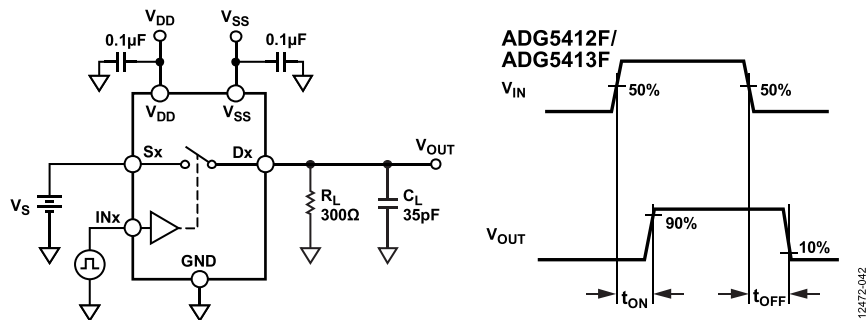 VDD
VSS
0.1µF
0.1µF
VDD
VSS
Sx
Dx
VOUT
VS
INx
RL
300Ω
CL
35pF
GND
ADG5412F/
ADG5413F
VIN
50%
50%
VOUT
90%
10%
tON
tOFF
12472-042